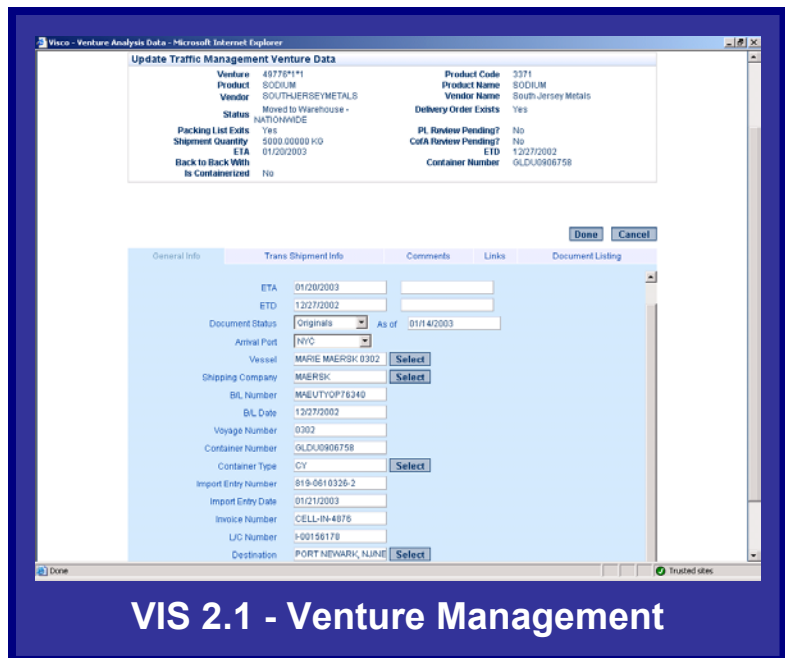 Visco - Venture Analysis Data - Microsoft Internet Explorer
Update Traffic Management Venture Data
Venture 49776*1*1 Product Code 3371
Product SODIUM Product Name SODIUM
Vendor SOUTHJERSEYMETALS Vendor Name South Jersey Metals
Status Moved to Warehouse - NATIONWIDE Delivery Order Exists Yes
Packing List Exits Yes PL Review Pending? No
Shipment Quantity 5000.00000 KG CofA Review Pending? No
ETA 01/20/2003 ETD 12/27/2002
Back to Back With Container Number GLDU0906758
Is Containerized No
Done Cancel
General Info Trans Shipment Info Comments Links Document Listing
ETA 01/20/2003
ETD 12/27/2002
Document Status Originals As of 01/14/2003
Arrival Port NYC
Vessel MARIE MAERSK 0302 Select
Shipping Company MAERSK Select
B/L Number MAEUTYOP76340
B/L Date 12/27/2002
Voyage Number 0302
Container Number GLDU0906758
Container Type CY Select
Import Entry Number 819-0610326-2
Import Entry Date 01/21/2003
Invoice Number CELL-IN-4876
L/C Number I-00156178
Destination PORT NEWARK, NJ/NE Select
Done Trusted sites
VIS 2.1 - Venture Management